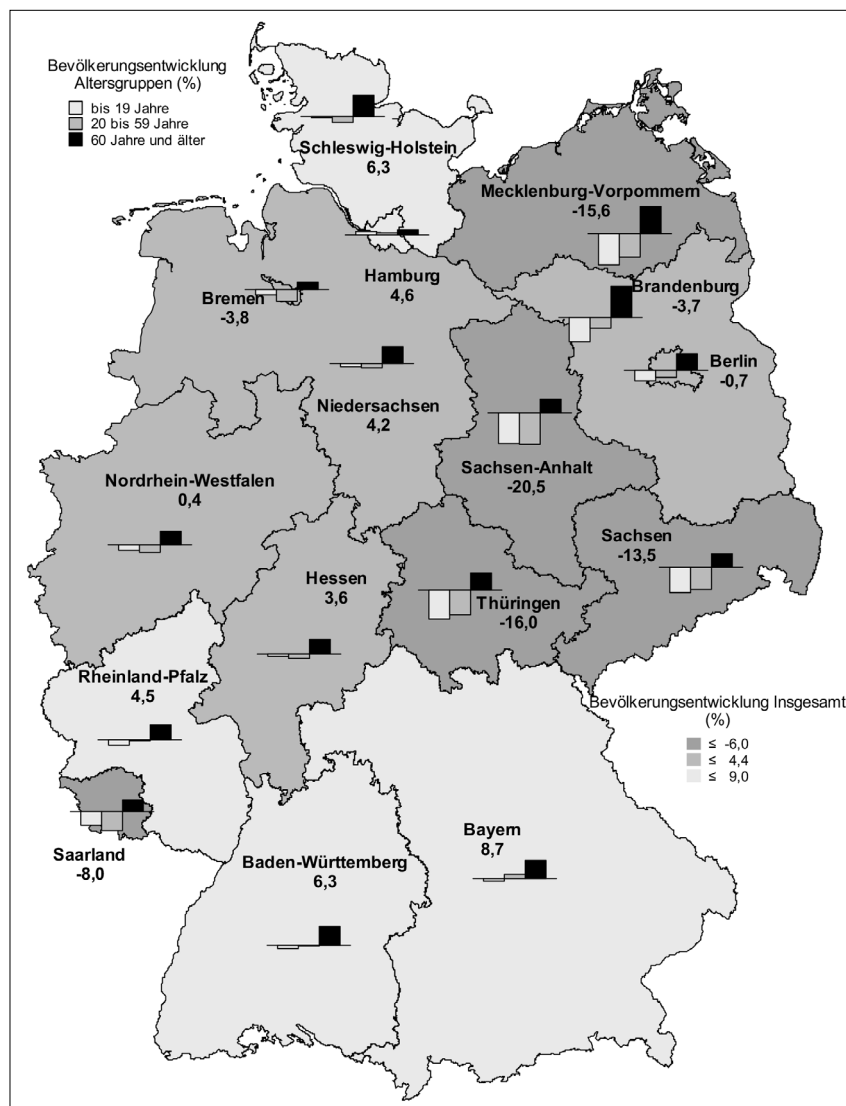 Bevölkerungsentwicklung
Altersgruppen (%)
bis 19 Jahre
20 bis 59 Jahre
60 Jahre und älter
Schleswig-Holstein
6,3
Mecklenburg-Vorpommern
-15,6
Hamburg
4,6
Bremen
-3,8
Brandenburg
-3,7
Berlin
-0,7
Niedersachsen
4,2
Sachsen-Anhalt
-20,5
Nordrhein-Westfalen
0,4
Sachsen
-13,5
Hessen
3,6
Thüringen
-16,0
Rheinland-Pfalz
4,5
Bevölkerungsentwicklung Insgesamt
(%)
≤ -6,0
≤ 4,4
≤ 9,0
Saarland
-8,0
Baden-Württemberg
6,3
Bayern
8,7